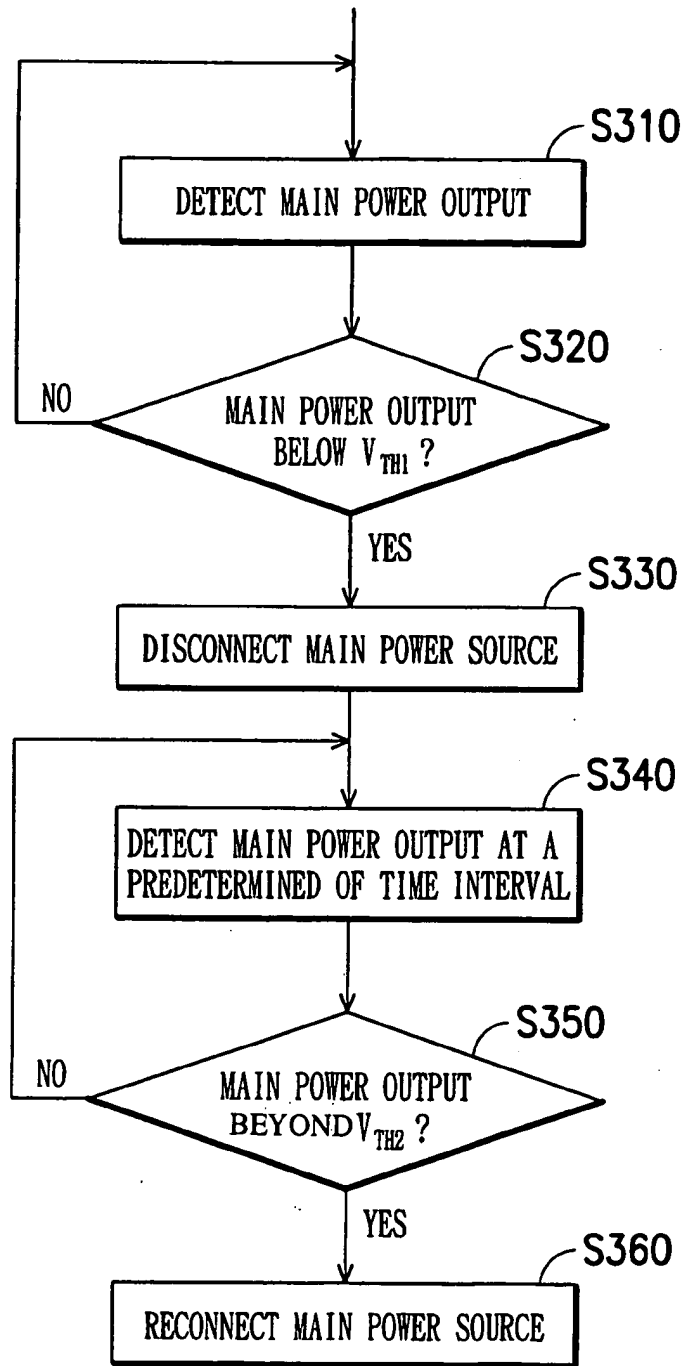 S310
DETECT MAIN POWER OUTPUT
S320
NO
MAIN POWER OUTPUT
BELOW V_TH1 ?
YES
S330
DISCONNECT MAIN POWER SOURCE
S340
DETECT MAIN POWER OUTPUT AT A
PREDETERMINED OF TIME INTERVAL
S350
NO
MAIN POWER OUTPUT
BEYOND V_TH2 ?
YES
S360
RECONNECT MAIN POWER SOURCE